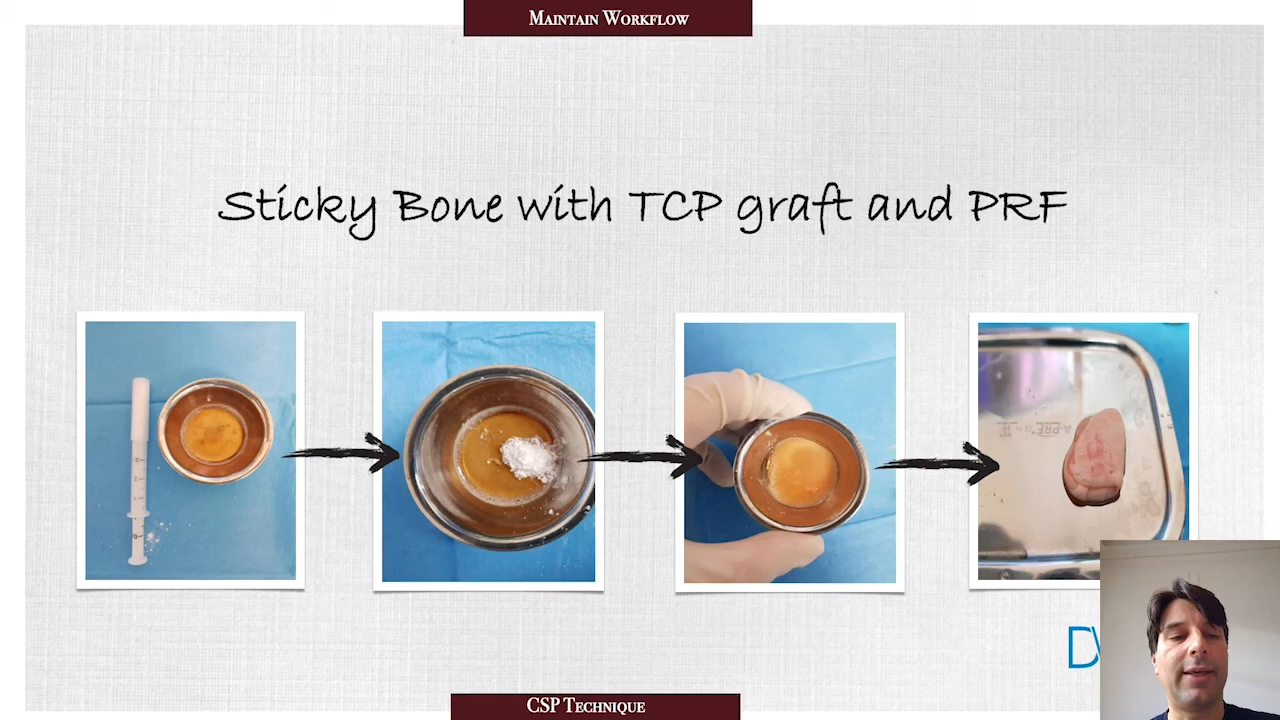 Maintain Workflow
Sticky Bone with TCP graft and PRF
CSP Technique